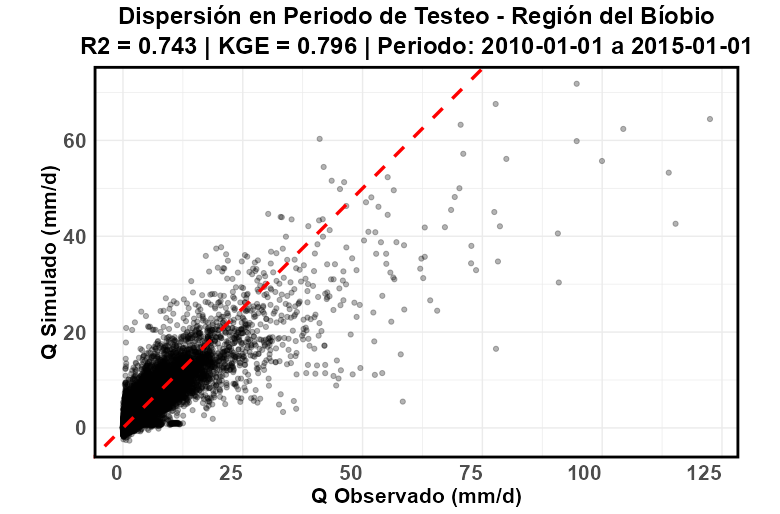 Dispersión en Periodo de Testeo - Región del Bíobio
R2 = 0.743 | KGE = 0.796 | Periodo: 2010-01-01 a 2015-01-01
Q Simulado (mm/d)
60
40
20
0
0 25 50 75 100 125
Q Observado (mm/d)